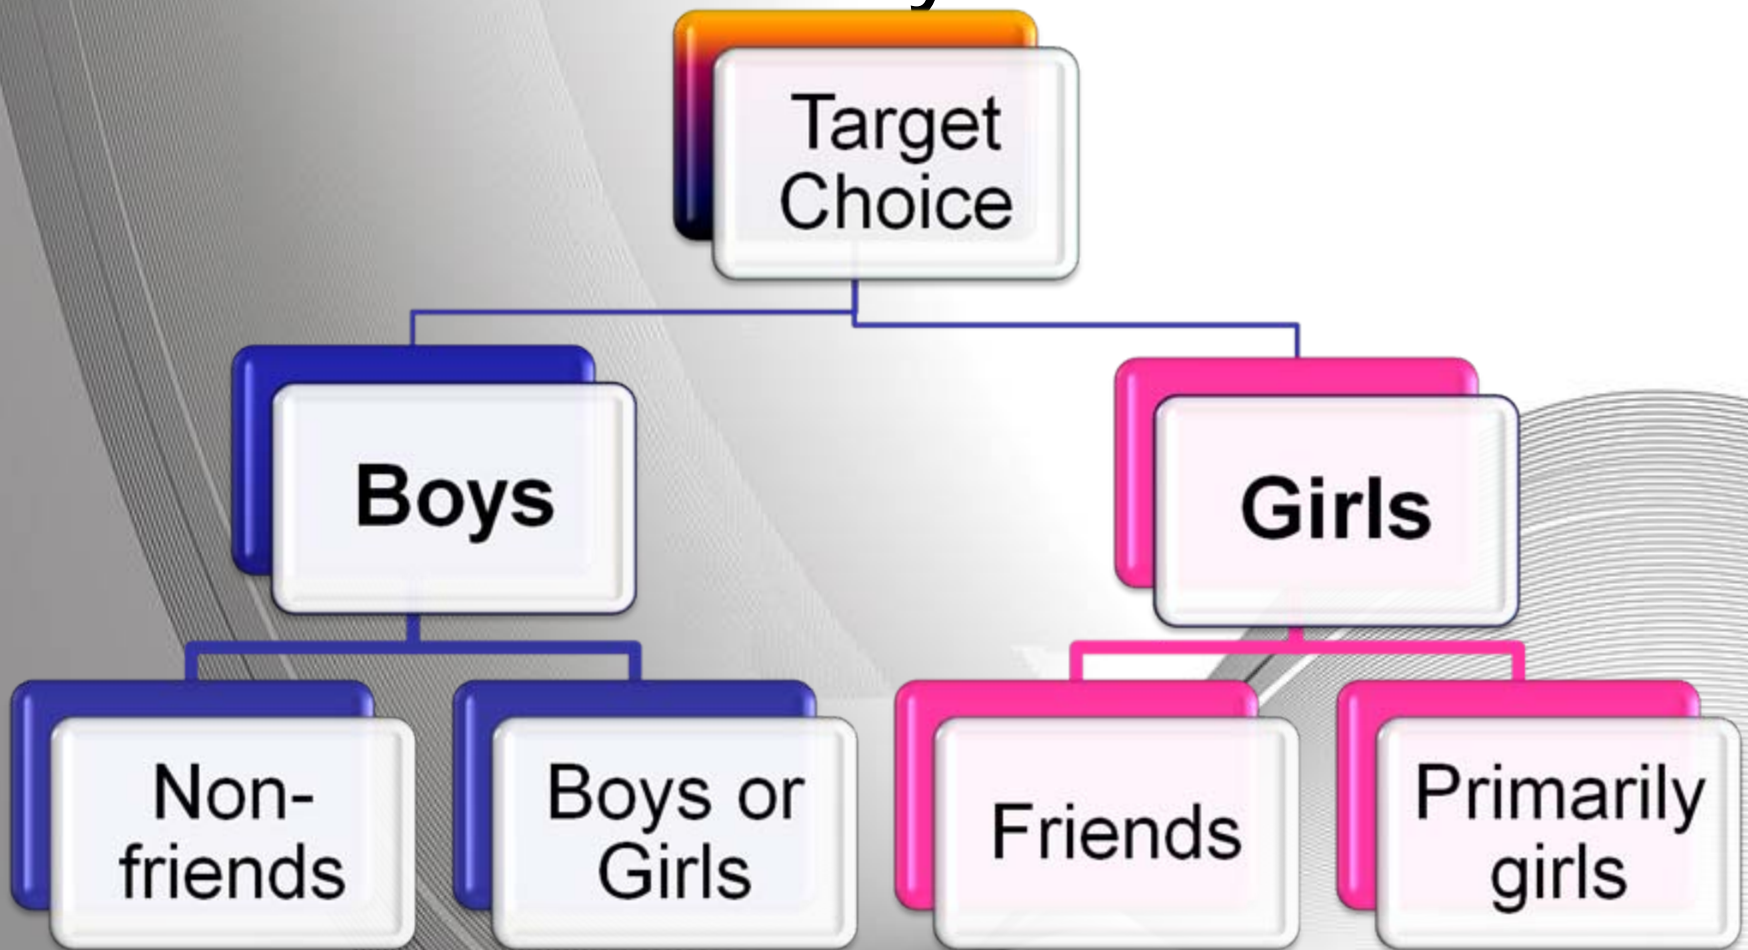 Target
Choice
Boys
Girls
Non-
friends
Boys or
Girls
Friends
Primarily
girls